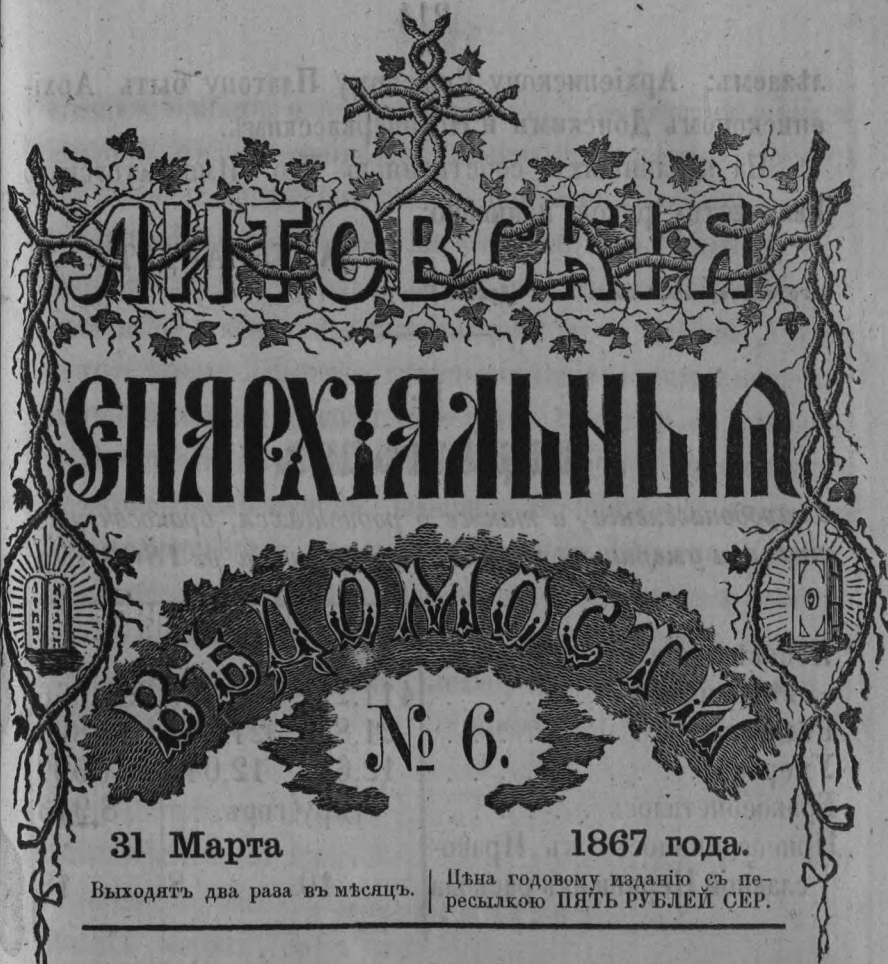 ЛИТОВСКІЯ
ЕПАРХІАЛЬНЫЯ
ВѢДОМОСТИ
№ 6.
31 Марта
1867 года.
Выходятъ два раза въ мѣсяцъ.
Цѣна годовому изданію съ пе-
ресылкою ПЯТЬ РУБЛЕЙ СЕР.